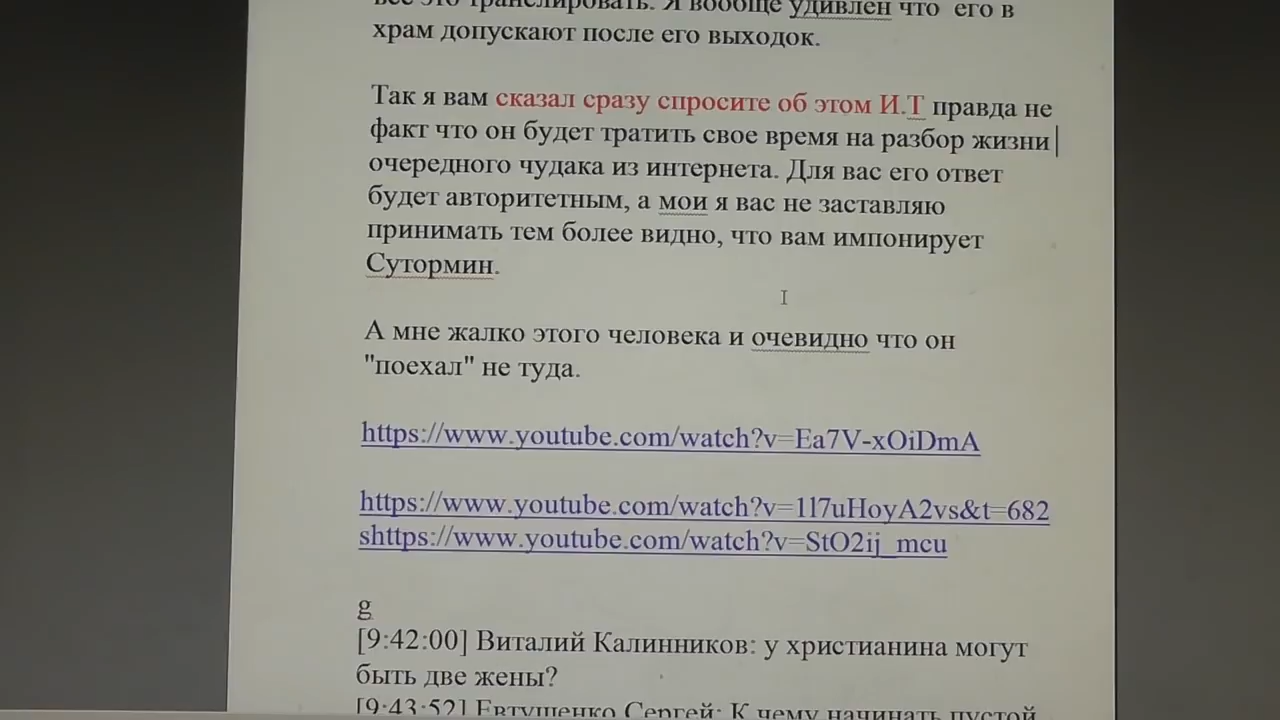 все это транслировать. Я вообще удивлен что его в
храм допускают после его выходок.
Так я вам сказал сразу спросите об этом И.Т правда не
факт что он будет тратить свое время на разбор жизни
очередного чудака из интернета. Для вас его ответ
будет авторитетным, а мои я вас не заставляю
принимать тем более видно, что вам импонирует
Сутормин.
А мне жалко этого человека и очевидно что он
"поехал" не туда.
https://www.youtube.com/watch?v=Ea7V-xOiDmA
https://www.youtube.com/watch?v=1l7uHoyA2vs&t=682
shttps://www.youtube.com/watch?v=StO2ij_mcu
g
[9:42:00] Виталий Калинников: у христианина могут
быть две жены?
[9:43:52] Евтушенко Сергей: К чему начинать пустой